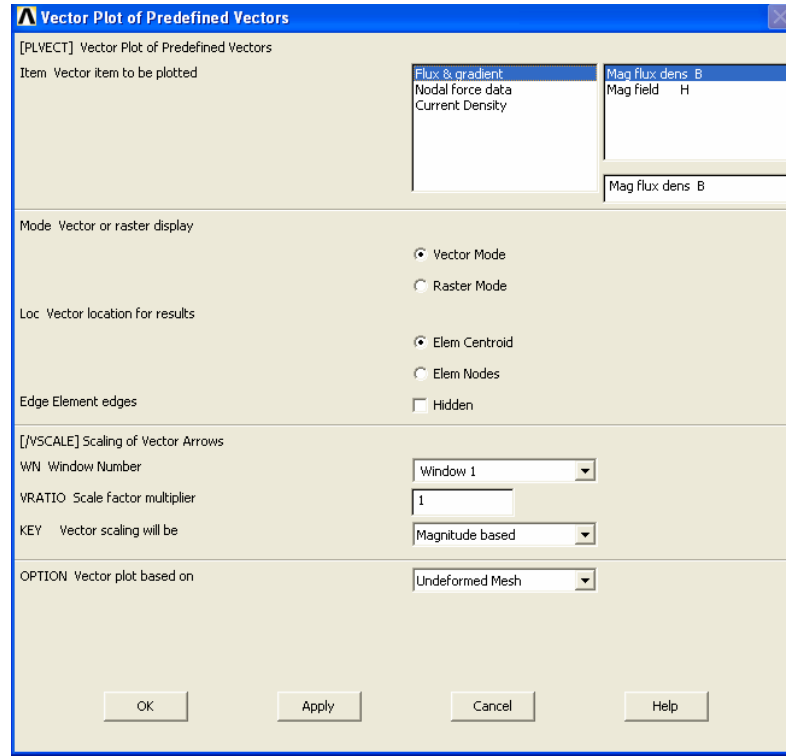 Vector Plot of Predefined Vectors
[PLVECT] Vector Plot of Predefined Vectors
Item Vector item to be plotted
Flux & gradient
Nodal force data
Current Density
Mag flux dens B
Mag field H
Mag flux dens B
Mode Vector or raster display
Vector Mode
Raster Mode
Loc Vector location for results
Elem Centroid
Elem Nodes
Edge Element edges
Hidden
[/VSCALE] Scaling of Vector Arrows
WN Window Number
Window 1
VRATIO Scale factor multiplier
1
KEY Vector scaling will be
Magnitude based
OPTION Vector plot based on
Undeformed Mesh
OK
Apply
Cancel
Help